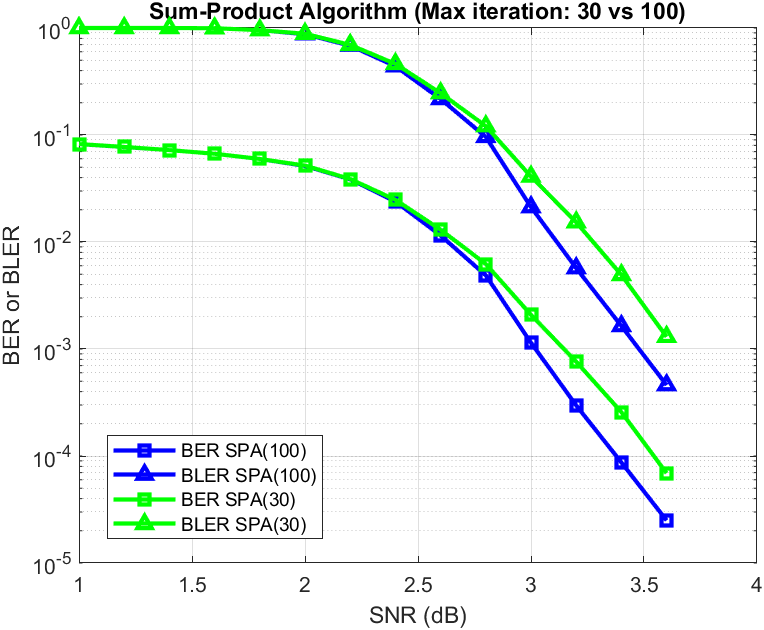 Sum-Product Algorithm (Max iteration: 30 vs 100)
10^0
10^-1
10^-2
10^-3
10^-4
10^-5
BER or BLER
BER SPA(100)
BLER SPA(100)
BER SPA(30)
BLER SPA(30)
1 1.5 2 2.5 3 3.5 4
SNR (dB)